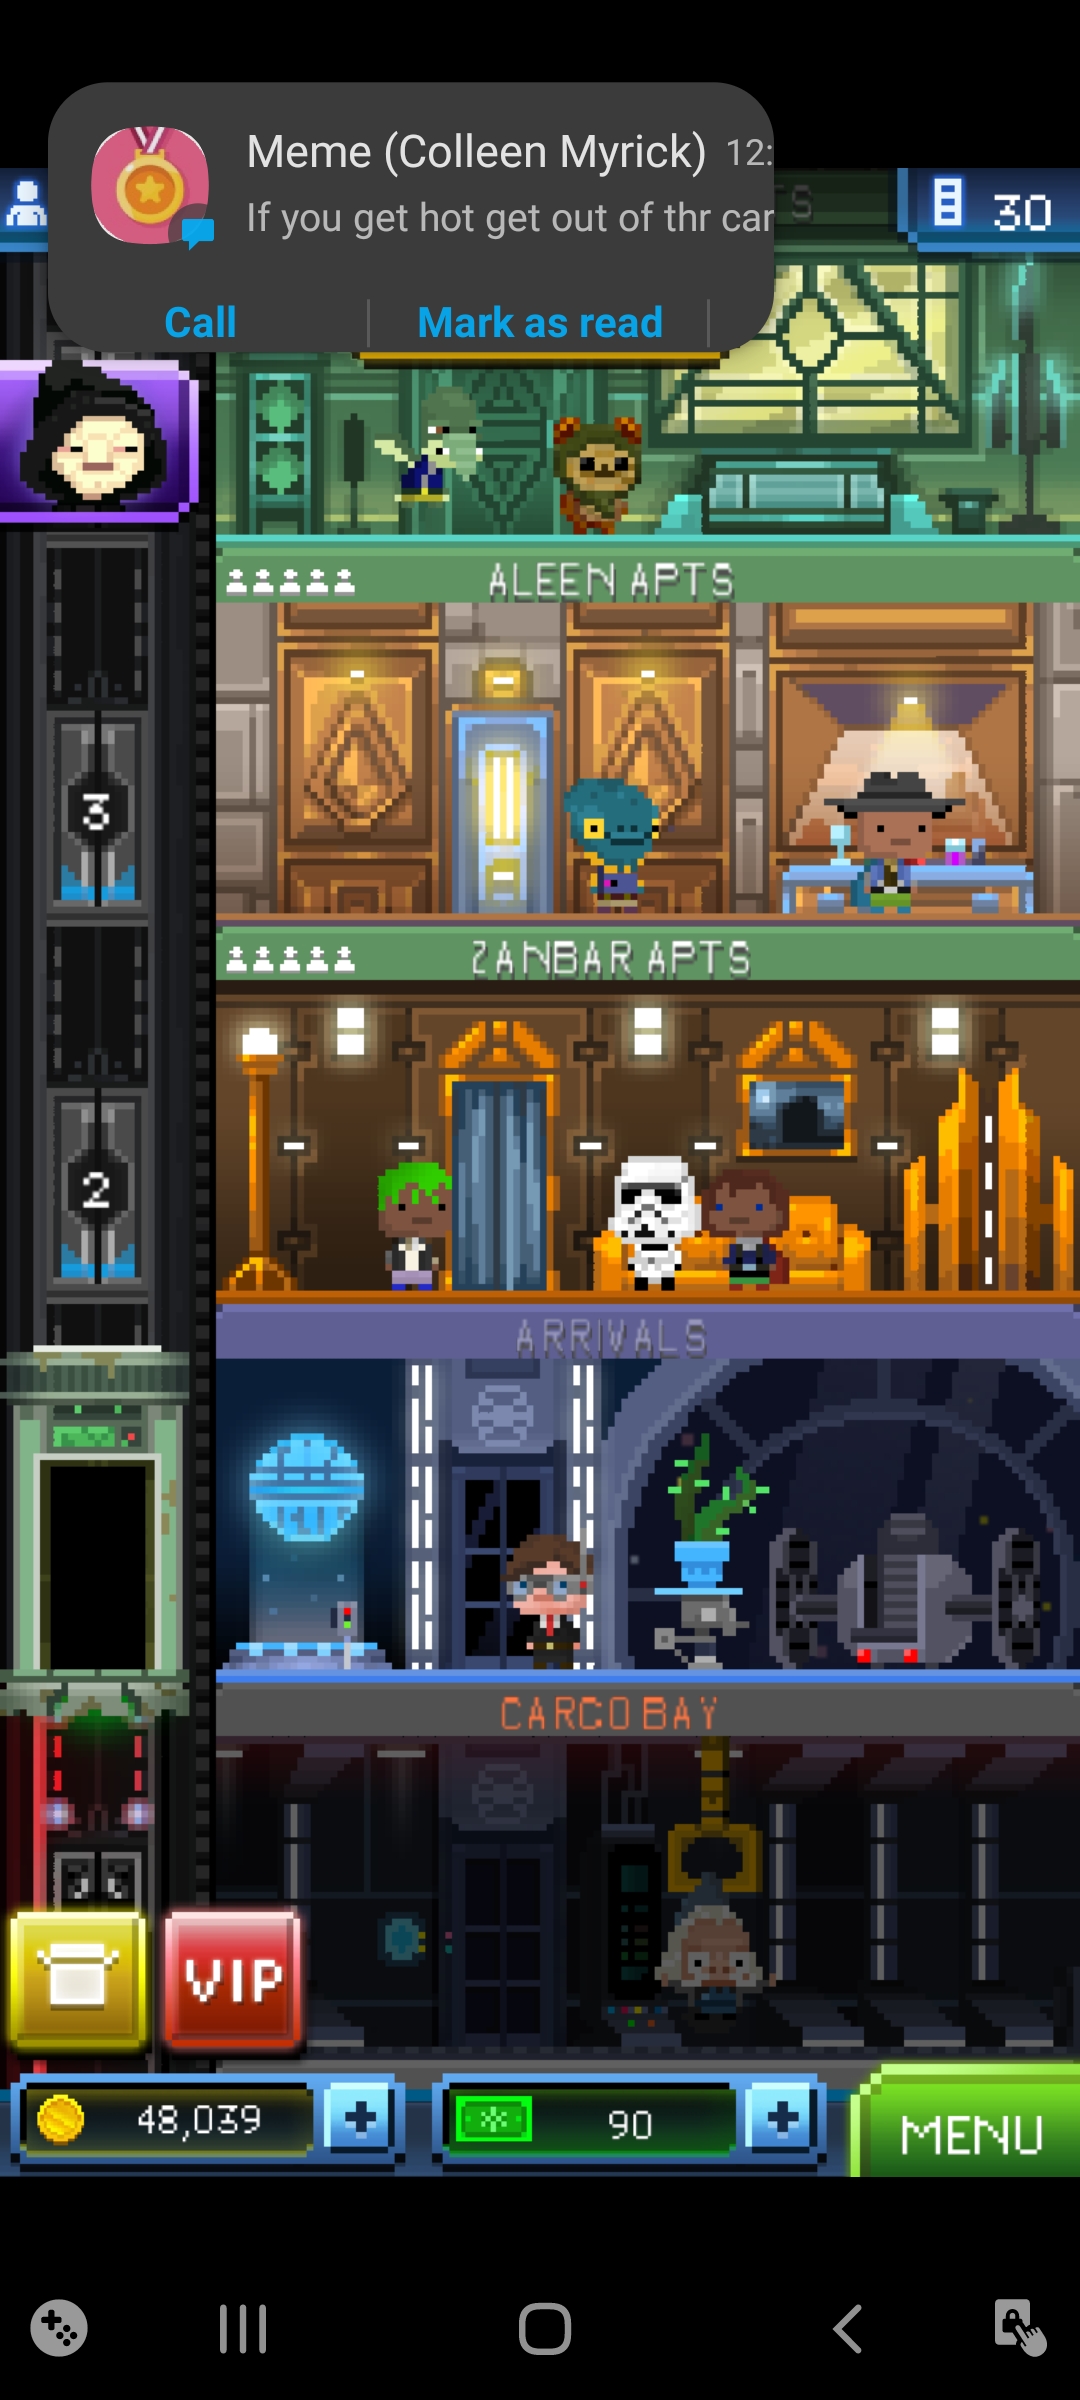 Meme (Colleen Myrick) 12:
If you get hot get out of thr car
Call
Mark as read
S
30
ALEEN APTS
3
ZANBAR APTS
2
ARRIVALS
CARGO BAY
VIP
48,039
90
MENU